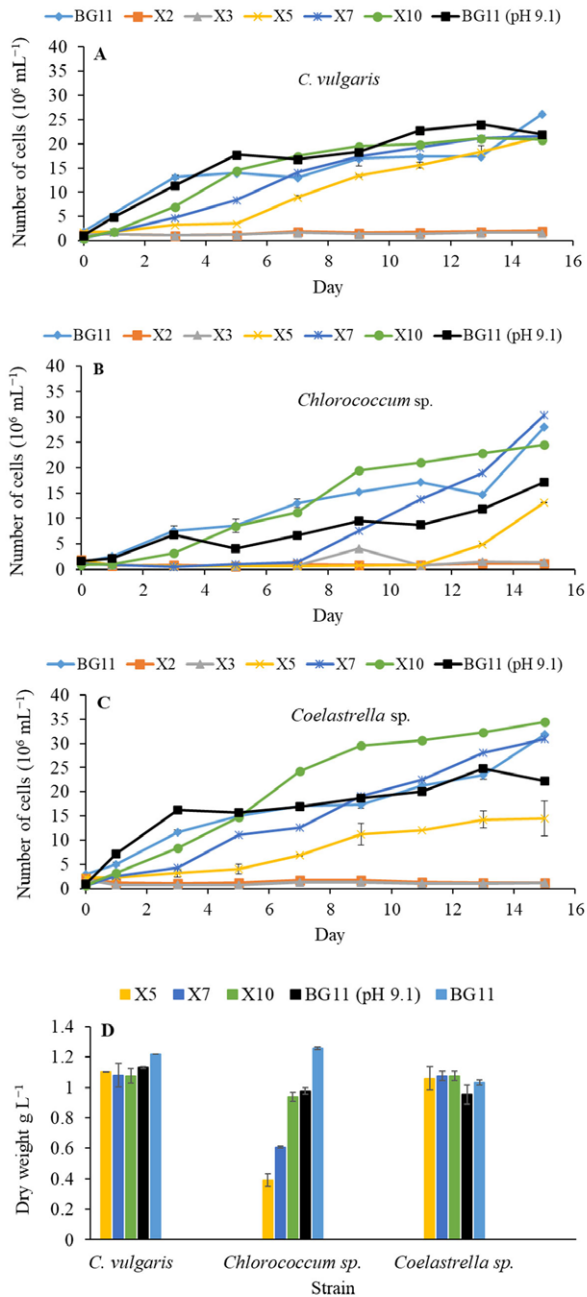 BG11 X2 X3 X5 X7 X10 BG11 (pH 9.1)
A
C. vulgaris
Number of cells (10⁶ mL⁻¹)
40
35
30
25
20
15
10
5
0
0 2 4 6 8 10 12 14 16
Day
BG11 X2 X3 X5 X7 X10 BG11 (pH 9.1)
B
Chlorococcum sp.
Number of cells (10⁶ mL⁻¹)
40
35
30
25
20
15
10
5
0
0 2 4 6 8 10 12 14 16
Day
BG11 X2 X3 X5 X7 X10 BG11 (pH 9.1)
C
Coelastrella sp.
Number of cells (10⁶ mL⁻¹)
40
35
30
25
20
15
10
5
0
0 2 4 6 8 10 12 14 16
Day
X5 X7 X10 BG11 (pH 9.1) BG11
D
Dry weight g L⁻¹
1.4
1.2
1
0.8
0.6
0.4
0.2
0
C. vulgaris Chlorococcum sp. Coelastrella sp.
Strain